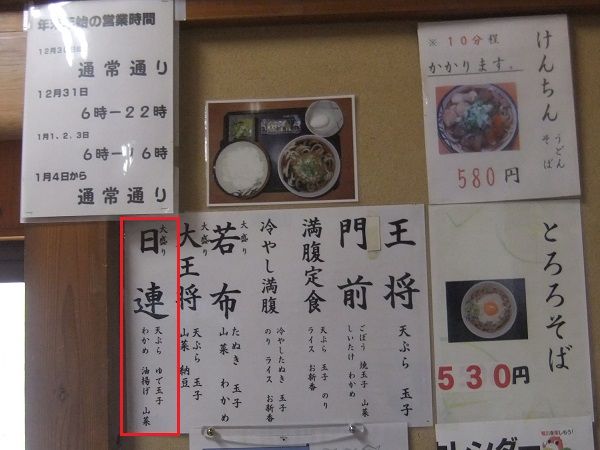 年末年始の営業時間
12月30日迄
通常通り
12月31日
6時ー22時
1月1、2、3日
6時ー16時
1月4日から
通常通り
※10分程
かかります。
けんちん
うどん
そば
580円
とろろそば
530円
王将
天ぷら 玉子
門前
ごぼう 焼玉子 山菜
しいたけ わかめ
満腹定食
天ぷら 玉子 のり
ライス お新香
冷やし満腹
冷やしたぬき 玉子
のり ライス お新香
大盛り
若布
たぬき 玉子
山菜 わかめ
大盛り
大王将
天ぷら 玉子
山菜 納豆
大盛り
日連
天ぷら ゆで玉子
わかめ 油揚げ 山菜
カレンダー